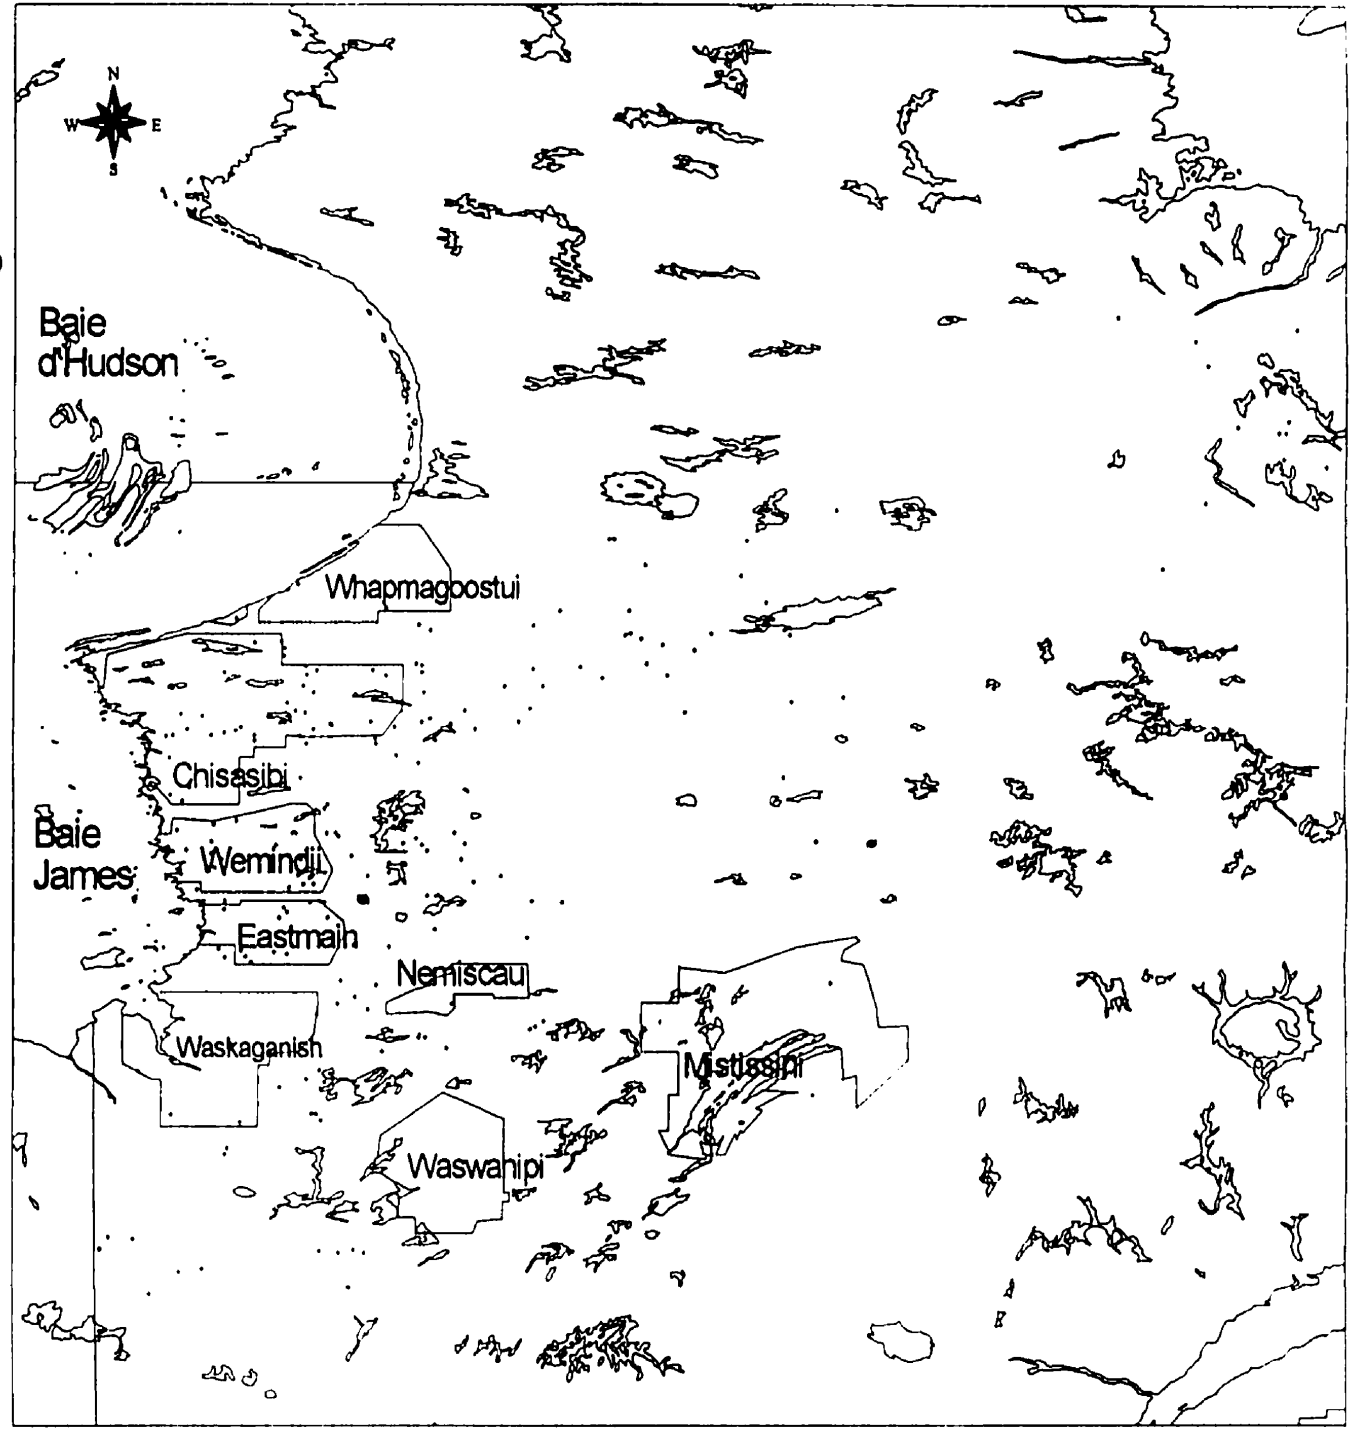 N
W E
S
Baie
d'Hudson
Whapmagoostui
Chisasibi
Baie
James
Wemindji
Eastmain
Nemiscau
Waskaganish
Mistissini
Waswanipi